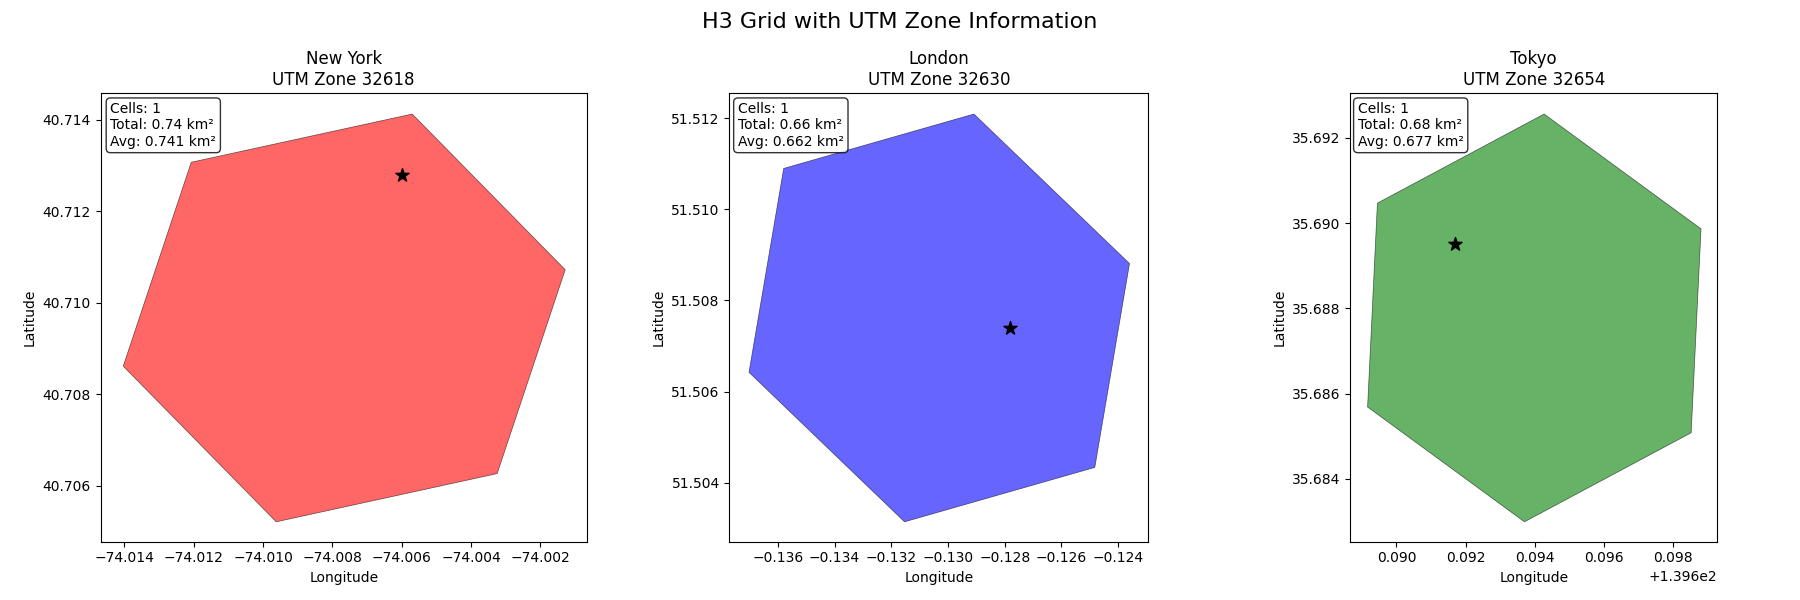 H3 Grid with UTM Zone Information
New York
UTM Zone 32618
Cells: 1
Total: 0.74 km²
Avg: 0.741 km²
40.714
40.712
40.710
40.708
40.706
Latitude
−74.014 −74.012 −74.010 −74.008 −74.006 −74.004 −74.002
Longitude
London
UTM Zone 32630
Cells: 1
Total: 0.66 km²
Avg: 0.662 km²
51.512
51.510
51.508
51.506
51.504
Latitude
−0.136 −0.134 −0.132 −0.130 −0.128 −0.126 −0.124
Longitude
Tokyo
UTM Zone 32654
Cells: 1
Total: 0.68 km²
Avg: 0.677 km²
35.692
35.690
35.688
35.686
35.684
Latitude
0.090 0.092 0.094 0.096 0.098
Longitude
+1.396e2